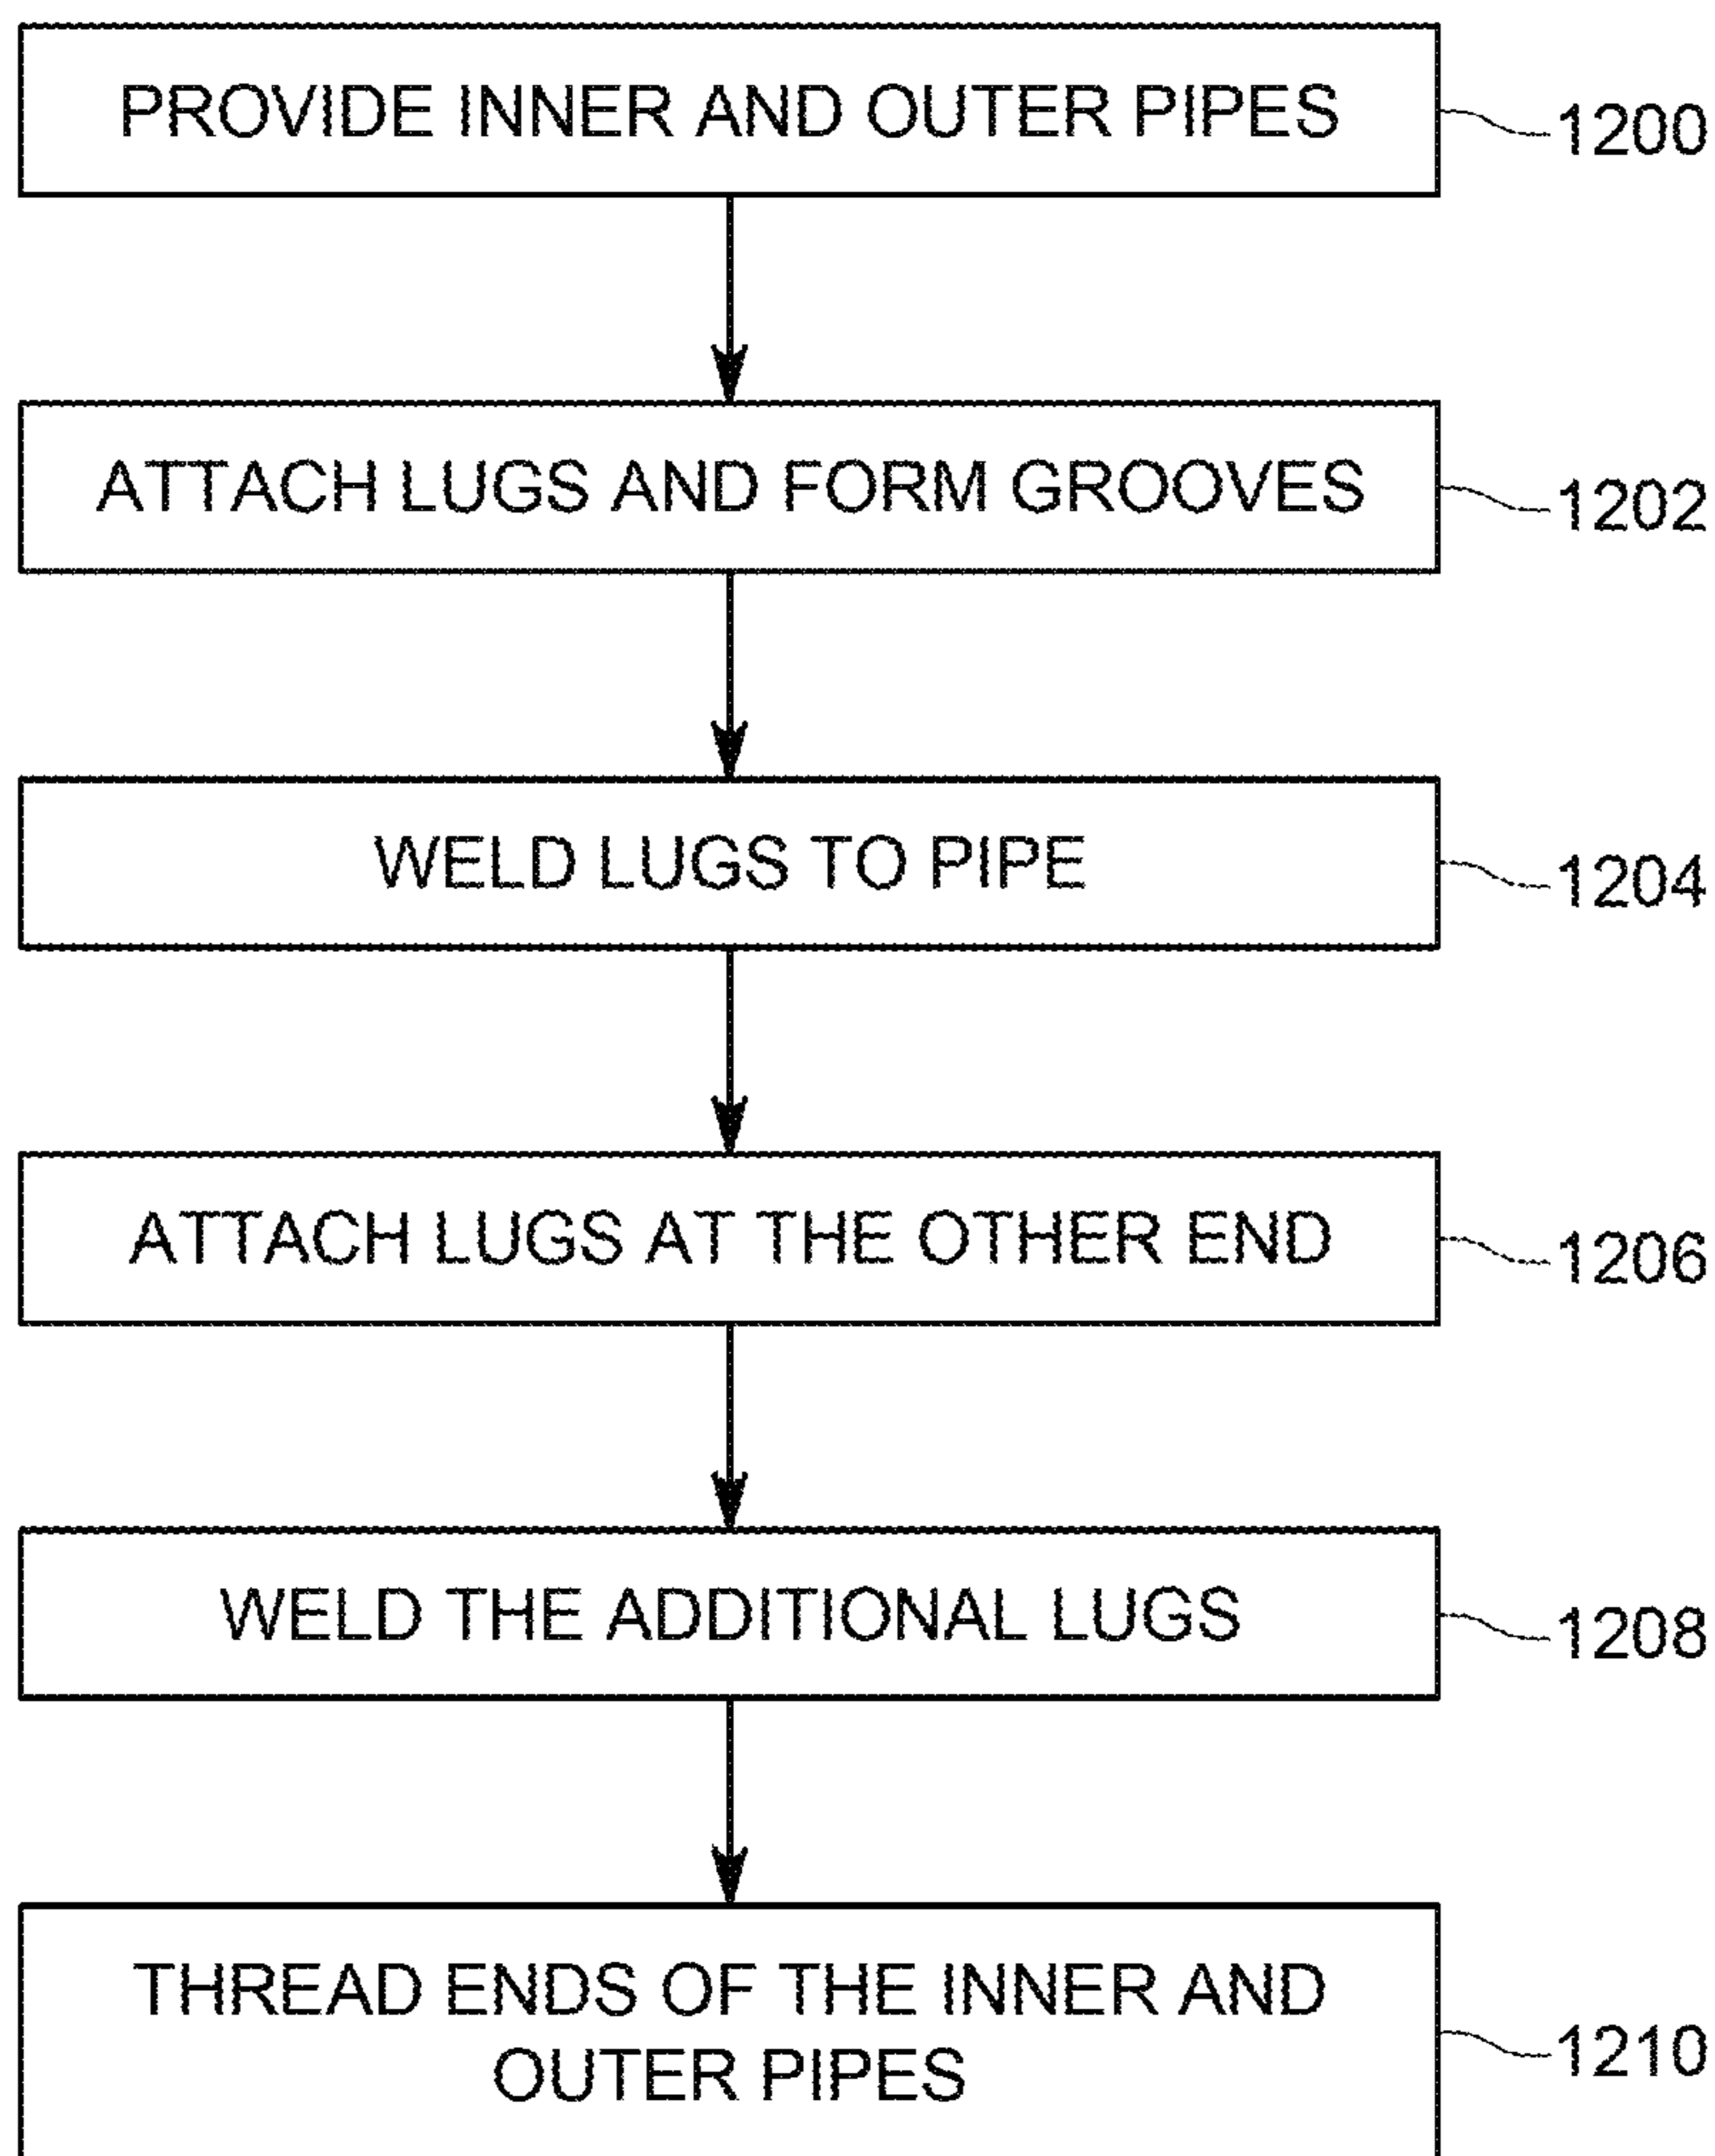 PROVIDE INNER AND OUTER PIPES
1200
ATTACH LUGS AND FORM GROOVES
1202
WELD LUGS TO PIPE
1204
ATTACH LUGS AT THE OTHER END
1206
WELD THE ADDITIONAL LUGS
1208
THREAD ENDS OF THE INNER AND
OUTER PIPES
1210